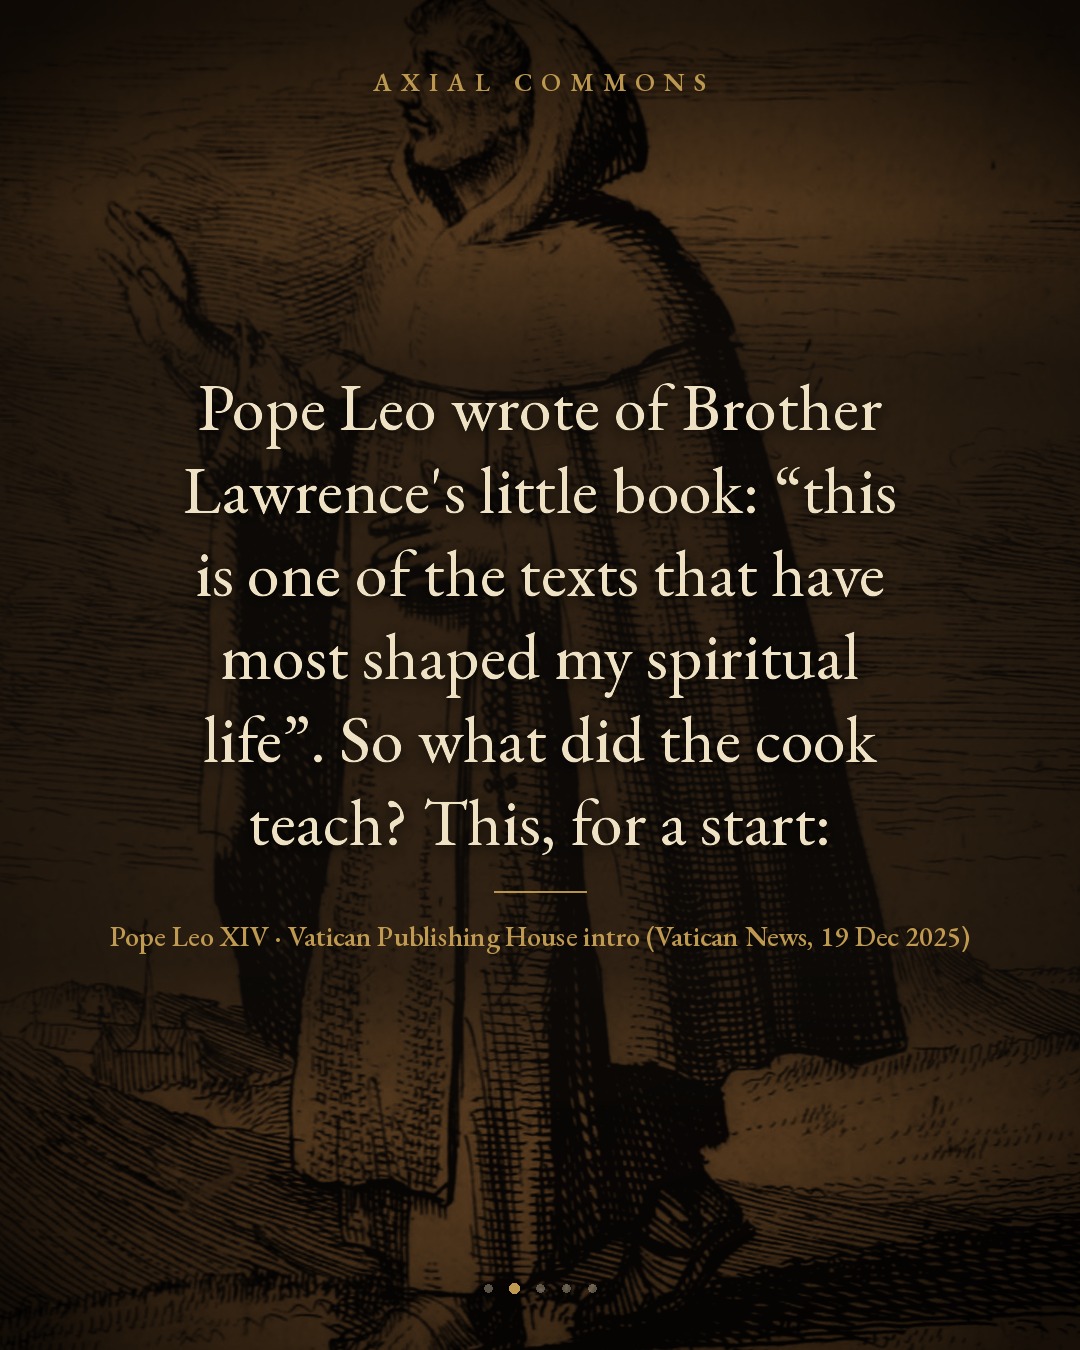 AXIAL COMMONS
Pope Leo wrote of Brother
Lawrence's little book: “this
is one of the texts that have
most shaped my spiritual
life”. So what did the cook
teach? This, for a start:
Pope Leo XIV · Vatican Publishing House intro (Vatican News, 19 Dec 2025)